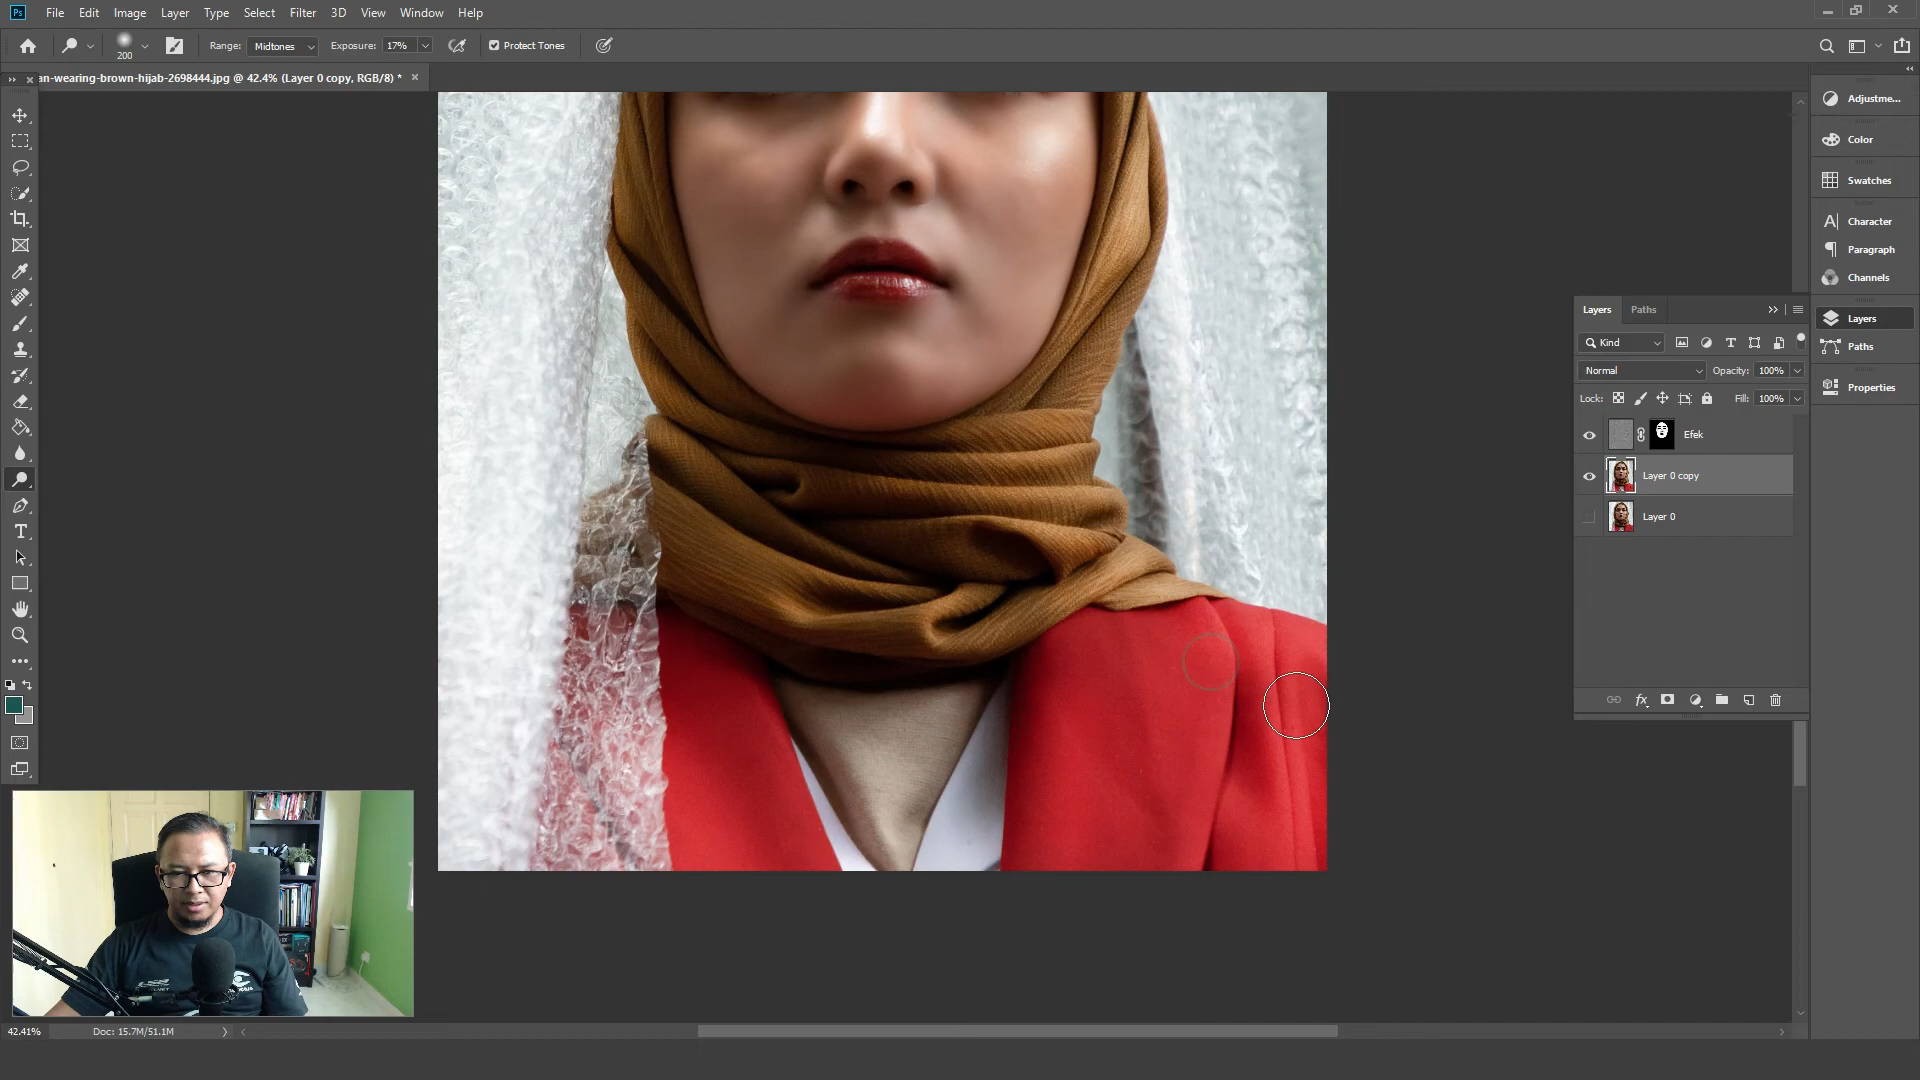 Ps File Edit Image Layer Type Select Filter 3D View Window Help
200 Range: Midtones Exposure: 17% Protect Tones
an-wearing-brown-hijab-2698444.jpg @ 42.4% (Layer 0 copy, RGB/8) *
Adjustme...
Color
Swatches
Character
Paragraph
Channels
Layers
Paths
Properties
Layers Paths
Kind
Normal Opacity: 100%
Lock: Fill: 100%
Efek
Layer 0 copy
Layer 0
fx
42.41% Doc: 15.7M/51.1M